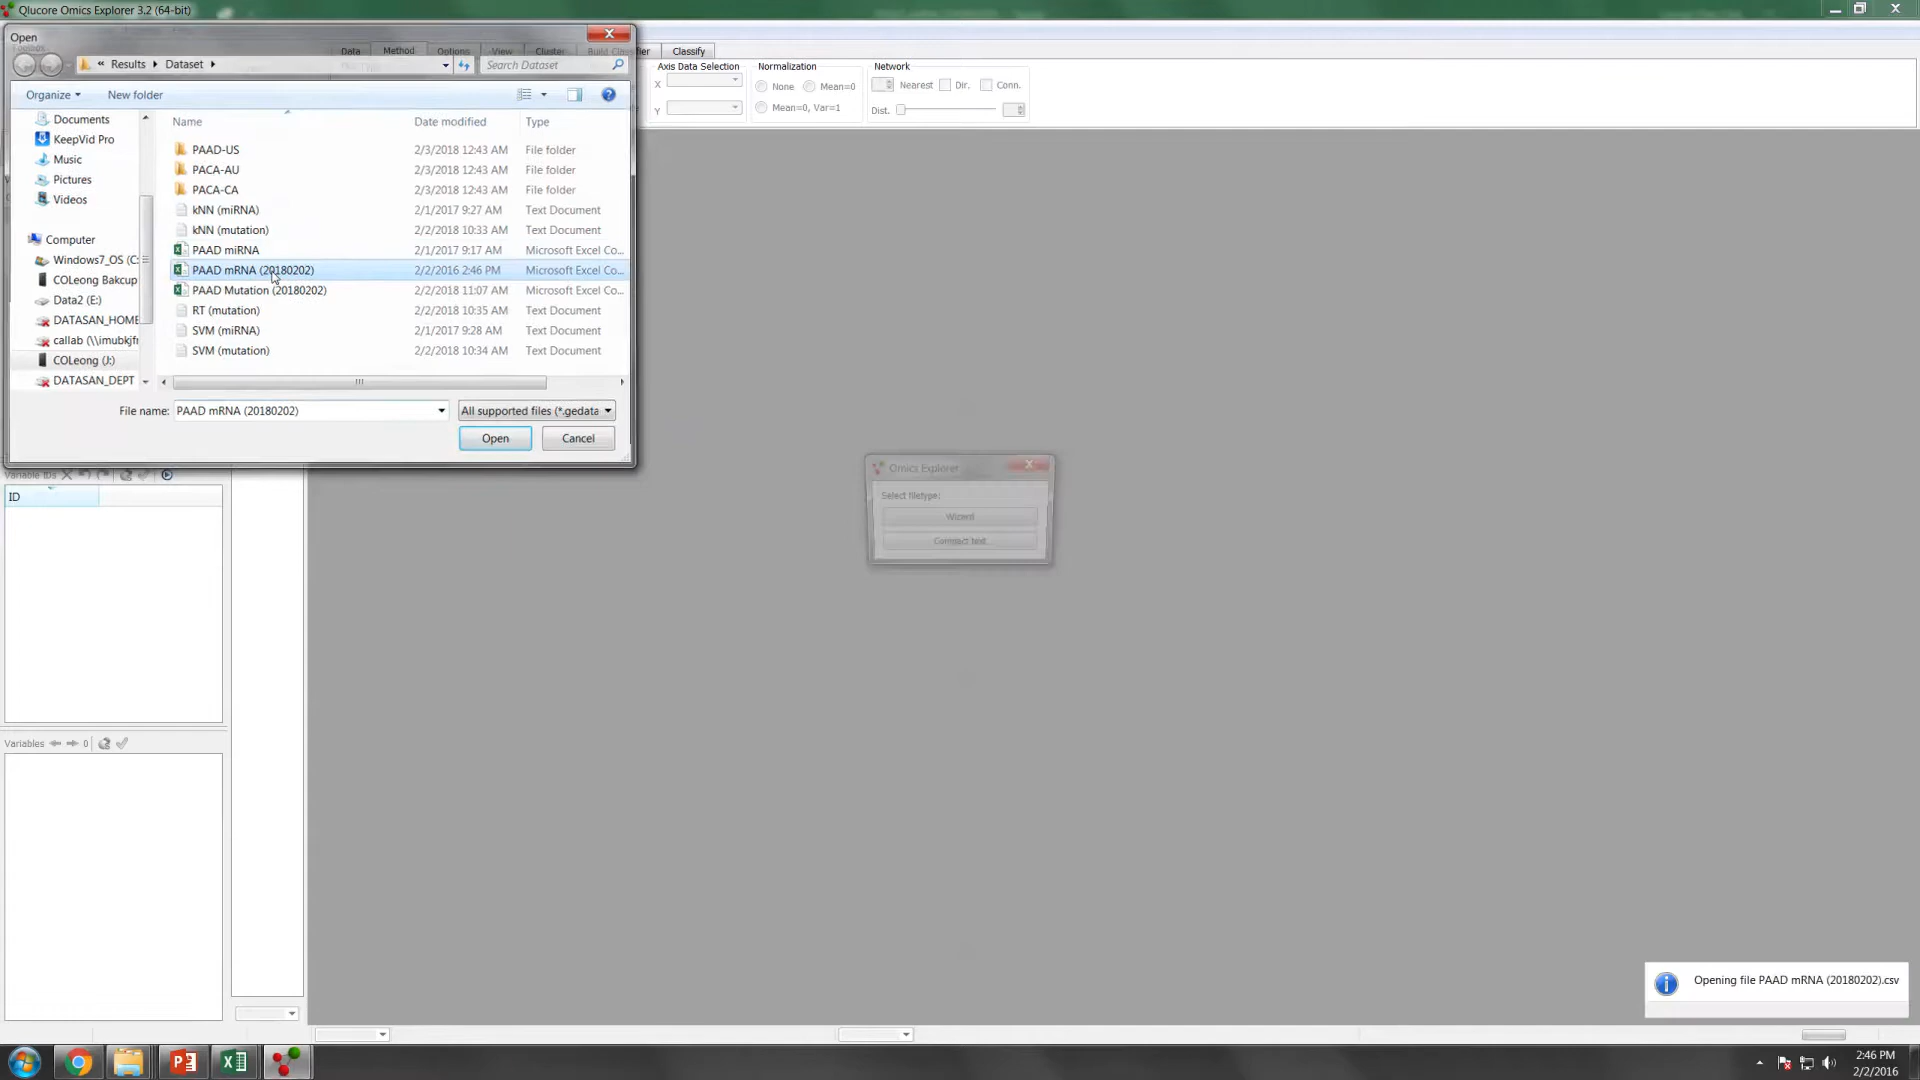 Qlucore Omics Explorer 3.2 (64-bit)
Open
Data Method Options View Cluster Build Classifier Classify
« Results Dataset Search Dataset
Organize New folder
Axis Data Selection Normalization Network
X None Mean=0 Nearest Dir. Conn.
Y Mean=0, Var=1 Dist.
Name Date modified Type
Documents
KeepVid Pro
Music
Pictures
Videos
Computer
Windows7_OS (C:
COLeong Bakcup
Data2 (E:)
DATASAN_HOME
callab (\\imubkjfr
COLeong (J:)
DATASAN_DEPT
PAAD-US 2/3/2018 12:43 AM File folder
PACA-AU 2/3/2018 12:43 AM File folder
PACA-CA 2/3/2018 12:43 AM File folder
kNN (miRNA) 2/1/2017 9:27 AM Text Document
kNN (mutation) 2/2/2018 10:33 AM Text Document
PAAD miRNA 2/1/2017 9:17 AM Microsoft Excel Co...
PAAD mRNA (20180202) 2/2/2016 2:46 PM Microsoft Excel Co...
PAAD Mutation (20180202) 2/2/2018 11:07 AM Microsoft Excel Co...
RT (mutation) 2/2/2018 10:35 AM Text Document
SVM (miRNA) 2/1/2017 9:28 AM Text Document
SVM (mutation) 2/2/2018 10:34 AM Text Document
File name: PAAD mRNA (20180202) All supported files (*.gedata
Open Cancel
Variable IDs
ID
Omics Explorer
Select filetype:
Wizard
Compact text
Variables 0
Opening file PAAD mRNA (20180202).csv
2:46 PM
2/2/2016